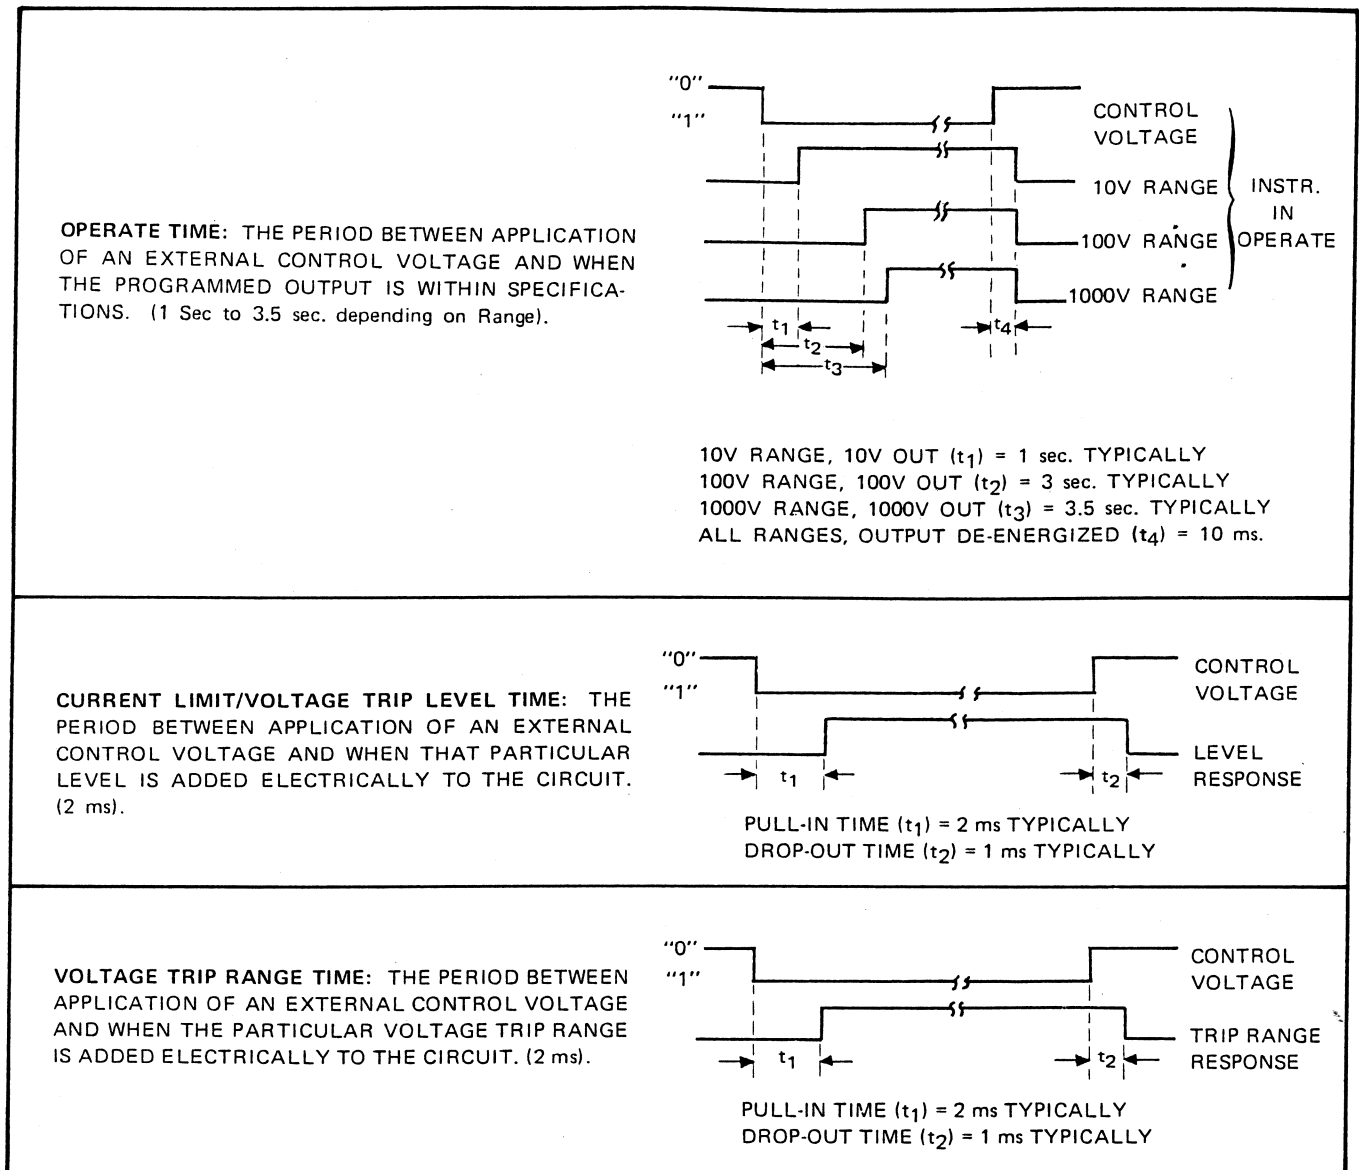 "0"
"1"
CONTROL
VOLTAGE
10V RANGE
100V RANGE
1000V RANGE
INSTR.
IN
OPERATE
OPERATE TIME: THE PERIOD BETWEEN APPLICATION
OF AN EXTERNAL CONTROL VOLTAGE AND WHEN
THE PROGRAMMED OUTPUT IS WITHIN SPECIFICA-
TIONS. (1 Sec to 3.5 sec. depending on Range).
t1
t4
t2
t3
10V RANGE, 10V OUT (t1) = 1 sec. TYPICALLY
100V RANGE, 100V OUT (t2) = 3 sec. TYPICALLY
1000V RANGE, 1000V OUT (t3) = 3.5 sec. TYPICALLY
ALL RANGES, OUTPUT DE-ENERGIZED (t4) = 10 ms.
CURRENT LIMIT/VOLTAGE TRIP LEVEL TIME: THE
PERIOD BETWEEN APPLICATION OF AN EXTERNAL
CONTROL VOLTAGE AND WHEN THAT PARTICULAR
LEVEL IS ADDED ELECTRICALLY TO THE CIRCUIT.
(2 ms).
"0"
"1"
CONTROL
VOLTAGE
LEVEL
RESPONSE
t1
t2
PULL-IN TIME (t1) = 2 ms TYPICALLY
DROP-OUT TIME (t2) = 1 ms TYPICALLY
VOLTAGE TRIP RANGE TIME: THE PERIOD BETWEEN
APPLICATION OF AN EXTERNAL CONTROL VOLTAGE
AND WHEN THE PARTICULAR VOLTAGE TRIP RANGE
IS ADDED ELECTRICALLY TO THE CIRCUIT. (2 ms).
"0"
"1"
CONTROL
VOLTAGE
TRIP RANGE
RESPONSE
t1
t2
PULL-IN TIME (t1) = 2 ms TYPICALLY
DROP-OUT TIME (t2) = 1 ms TYPICALLY